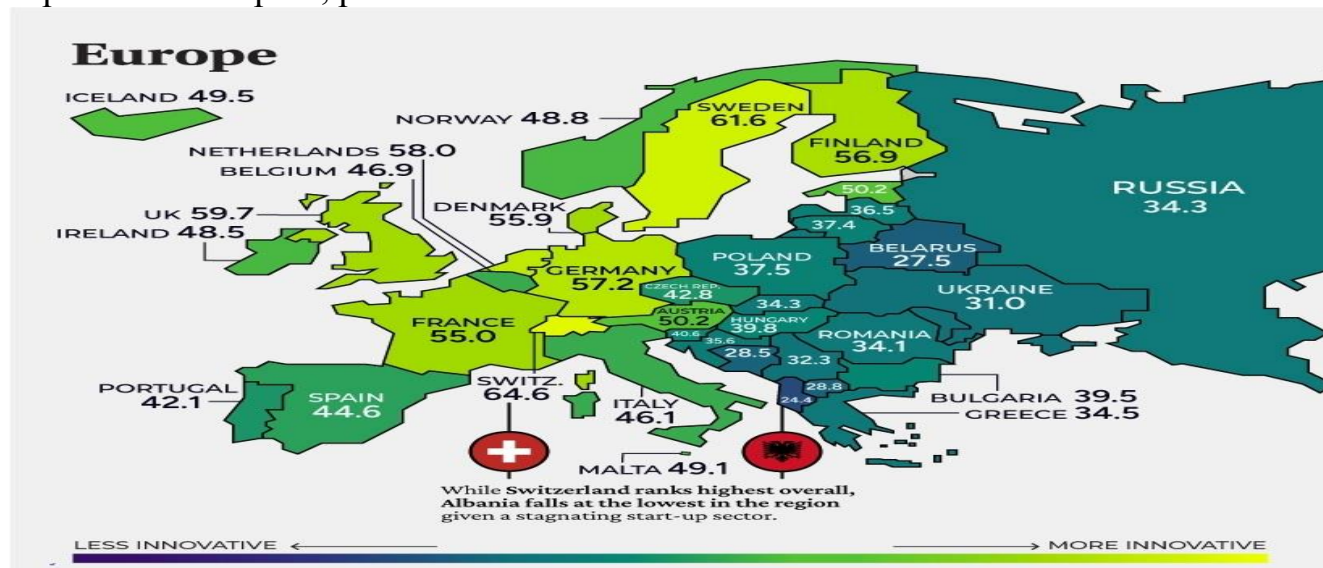 Europe
ICELAND 49.5
NORWAY 48.8
SWEDEN
61.6
FINLAND
56.9
NETHERLANDS 58.0
BELGIUM 46.9
DENMARK
55.9
UK 59.7
IRELAND 48.5
50.2
36.5
37.4
RUSSIA
34.3
BELARUS
27.5
POLAND
37.5
GERMANY
57.2
CZECH REP.
42.8
34.3
UKRAINE
31.0
AUSTRIA
50.2
HUNGARY
39.8
FRANCE
55.0
40.6
35.6
ROMANIA
34.1
28.5
32.3
PORTUGAL
42.1
SPAIN
44.6
SWITZ.
64.6
ITALY
46.1
28.8
24.4
BULGARIA 39.5
GREECE 34.5
MALTA 49.1
While Switzerland ranks highest overall,
Albania falls at the lowest in the region
given a stagnating start-up sector.
LESS INNOVATIVE
MORE INNOVATIVE